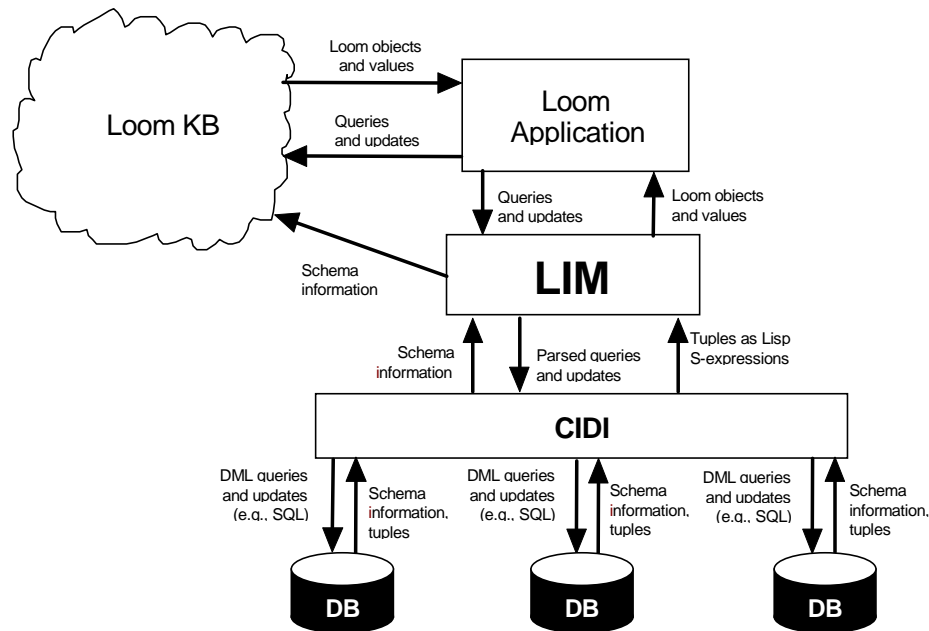 Loom objects
and values
Loom KB
Loom
Application
Queries
and updates
Queries
and updates
Loom objects
and values
LIM
Schema
information
Schema
information
Parsed queries
and updates
Tuples as Lisp
S-expressions
CIDI
DML queries
and updates
(e.g., SQL)
Schema
information,
tuples
DML queries
and updates
(e.g., SQL)
Schema
information,
tuples
DML queries
and updates
(e.g., SQL)
Schema
information,
tuples
DB
DB
DB